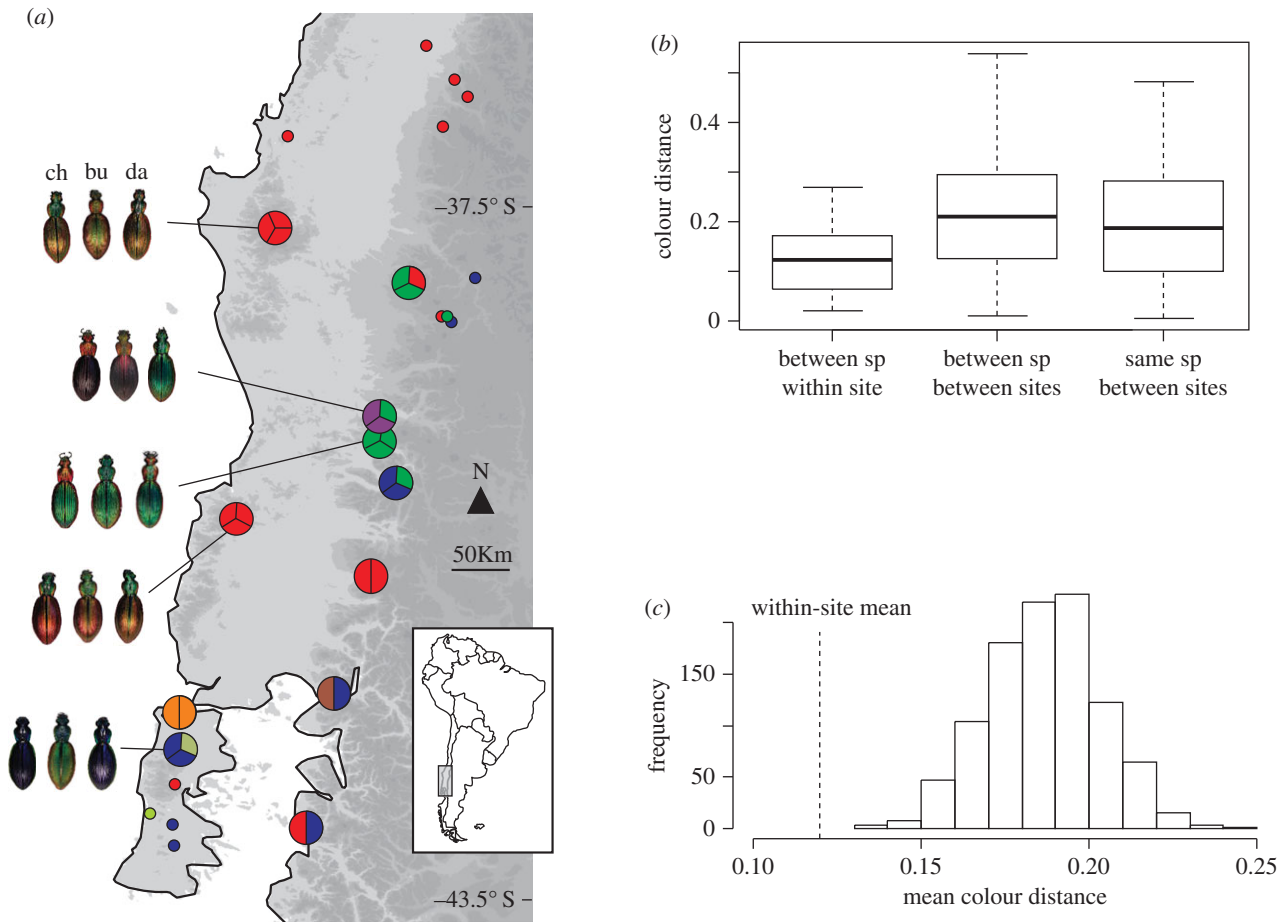 (a)
ch bu da
–37.5° S
N
50Km
–43.5° S
(b)
colour distance
0.4
0.2
0
between sp
within site
between sp
between sites
same sp
between sites
(c)
within-site mean
frequency
150
50
0
0.10 0.15 0.20 0.25
mean colour distance